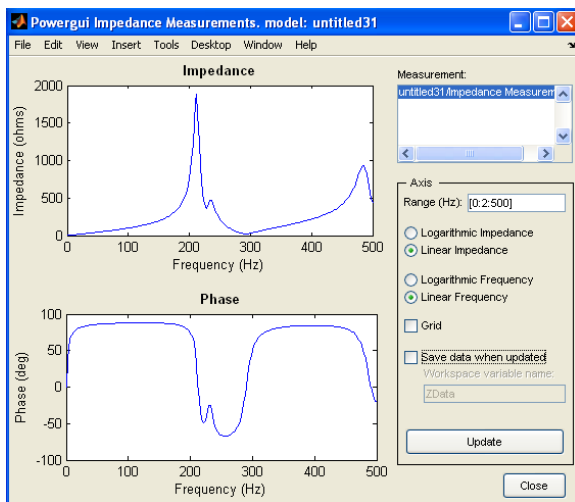 Powergui Impedance Measurements. model: untitled31
File Edit View Insert Tools Desktop Window Help
Impedance
2000
1500
1000
500
0
Impedance (ohms)
0 100 200 300 400 500
Frequency (Hz)
Phase
100
50
0
-50
-100
Phase (deg)
0 100 200 300 400 500
Frequency (Hz)
Measurement:
untitled31/Impedance Measurem
Axis
Range (Hz): [0:2:500]
Logarithmic Impedance
Linear Impedance
Logarithmic Frequency
Linear Frequency
Grid
Save data when updated
Workspace variable name:
ZData
Update
Close